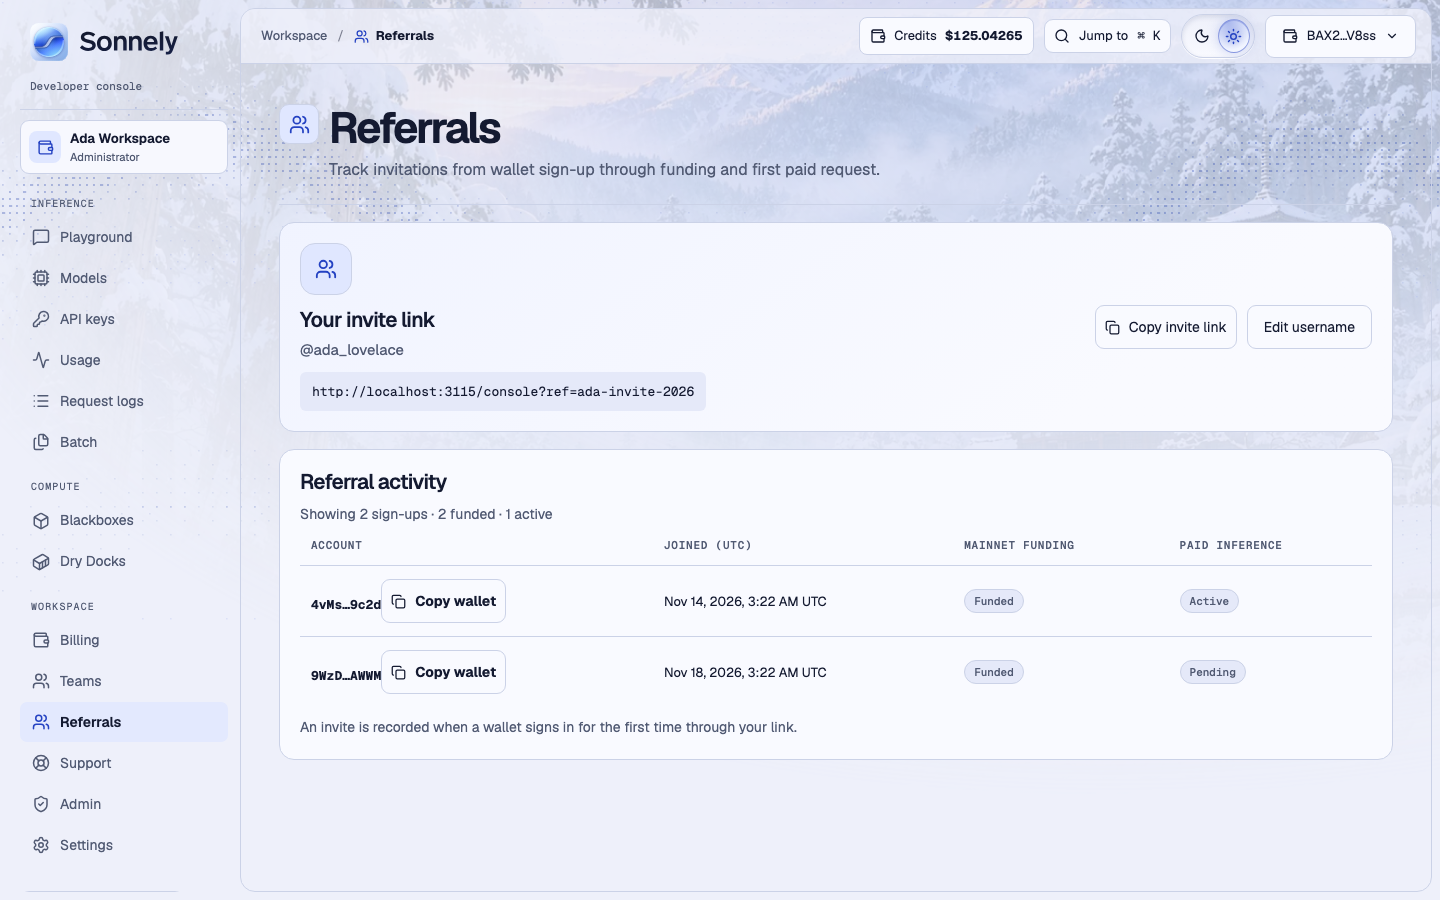 Sonnely
Developer console
Ada Workspace
Administrator
INFERENCE
Playground
Models
API keys
Usage
Request logs
Batch
COMPUTE
Blackboxes
Dry Docks
WORKSPACE
Billing
Teams
Referrals
Support
Admin
Settings
Workspace / Referrals
Credits $125.04265
Jump to ⌘ K
BAX2…V8ss
Referrals
Track invitations from wallet sign-up through funding and first paid request.
Your invite link
@ada_lovelace
http://localhost:3115/console?ref=ada-invite-2026
Copy invite link
Edit username
Referral activity
Showing 2 sign-ups · 2 funded · 1 active
ACCOUNT JOINED (UTC) MAINNET FUNDING PAID INFERENCE
4vMs…9c2d Copy wallet Nov 14, 2026, 3:22 AM UTC Funded Active
9WzD…AWWM Copy wallet Nov 18, 2026, 3:22 AM UTC Funded Pending
An invite is recorded when a wallet signs in for the first time through your link.